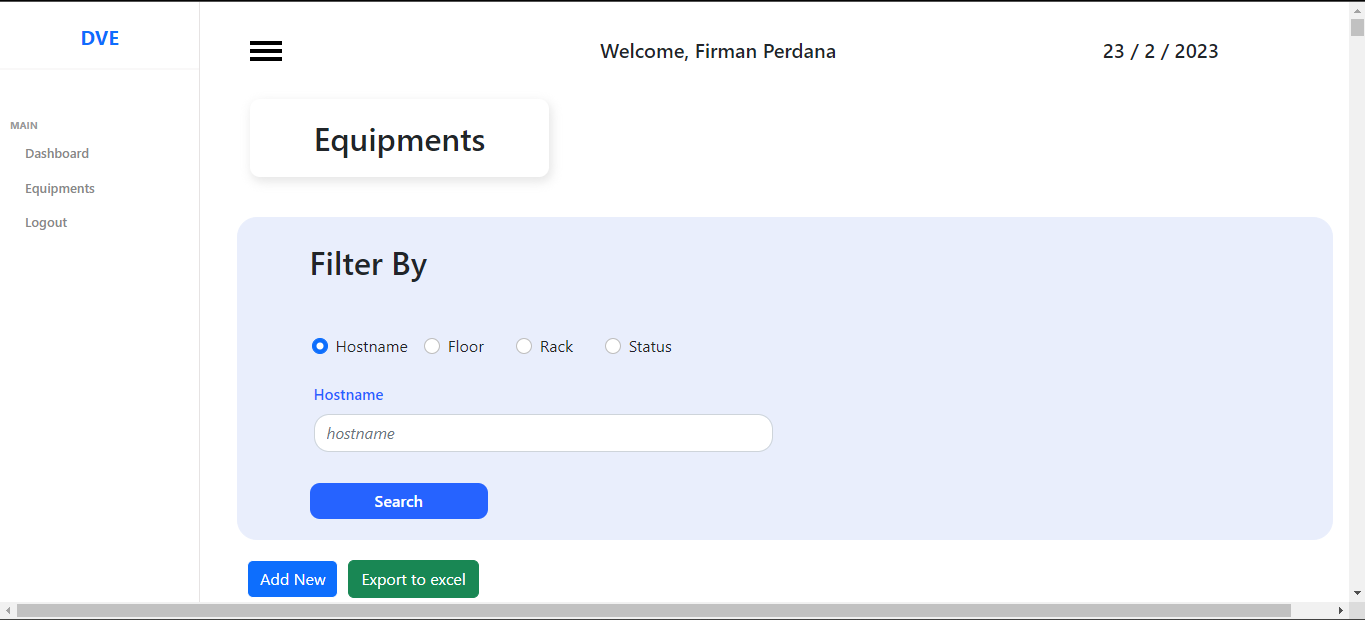 DVE
Welcome, Firman Perdana
23 / 2 / 2023
MAIN
Dashboard
Equipments
Logout
Equipments
Filter By
Hostname Floor Rack Status
Hostname
hostname
Search
Add New Export to excel